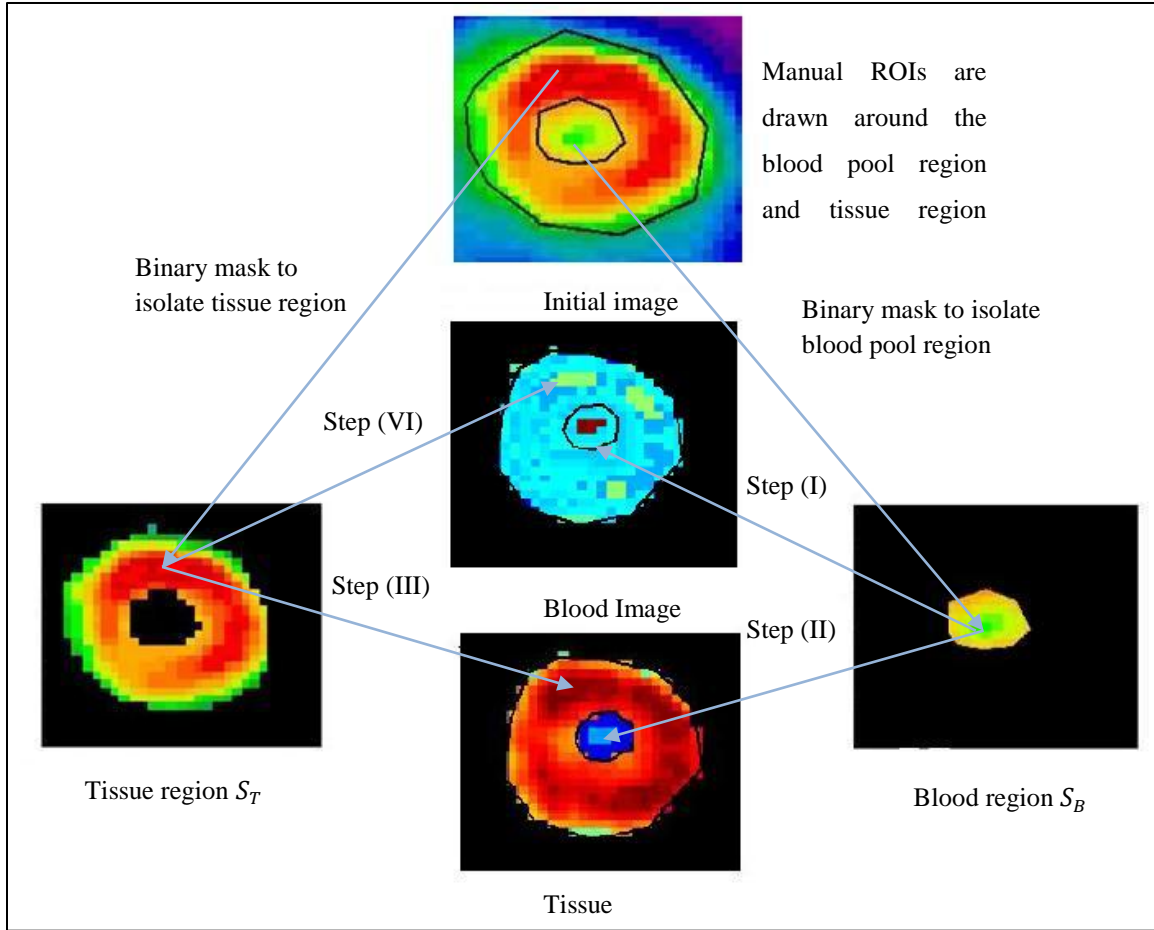 Manual ROIs are
drawn around the
blood pool region
and tissue region
Binary mask to
isolate tissue region
Initial image
Binary mask to isolate
blood pool region
Step (VI)
Step (I)
Step (III)
Blood Image
Step (II)
Tissue region S_T
Blood region S_B
Tissue